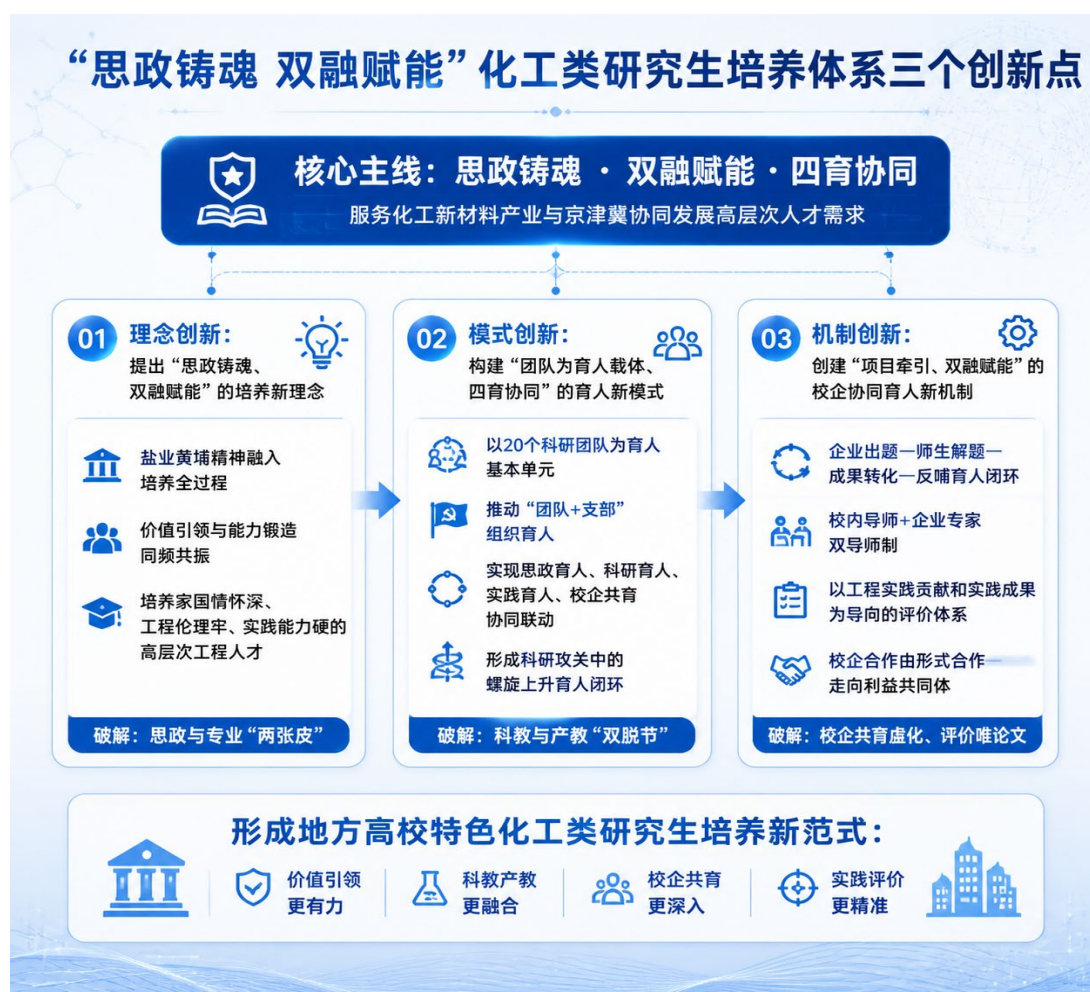 “思政铸魂 双融赋能”化工类研究生培养体系三个创新点
核心主线：思政铸魂 · 双融赋能 · 四育协同
服务化工新材料产业与京津冀协同发展高层次人才需求
01
理念创新：
提出“思政铸魂、
双融赋能”的培养新理念
盐业黄埔精神融入
培养全过程
价值引领与能力锻造
同频共振
培养家国情怀深、
工程伦理牢、实践能力硬的
高层次工程人才
破解：思政与专业“两张皮”
02
模式创新：
构建“团队为育人载体、
四育协同”的育人新模式
以20个科研团队为育人
基本单元
推动“团队+支部”
组织育人
实现思政育人、科研育人、
实践育人、校企共育
协同联动
形成科研攻关中的
螺旋上升育人闭环
破解：科教与产教“双脱节”
03
机制创新：
创建“项目牵引、双融赋能”的
校企协同育人新机制
企业出题—师生解题—
成果转化—反哺育人闭环
校内导师+企业专家
双导师制
以工程实践贡献和实践成果
为导向的评价体系
校企合作由形式合作—
走向利益共同体
破解：校企共育虚化、评价唯论文
形成地方高校特色化工类研究生培养新范式：
价值引领
更有力
科教产教
更融合
校企共育
更深入
实践评价
更精准